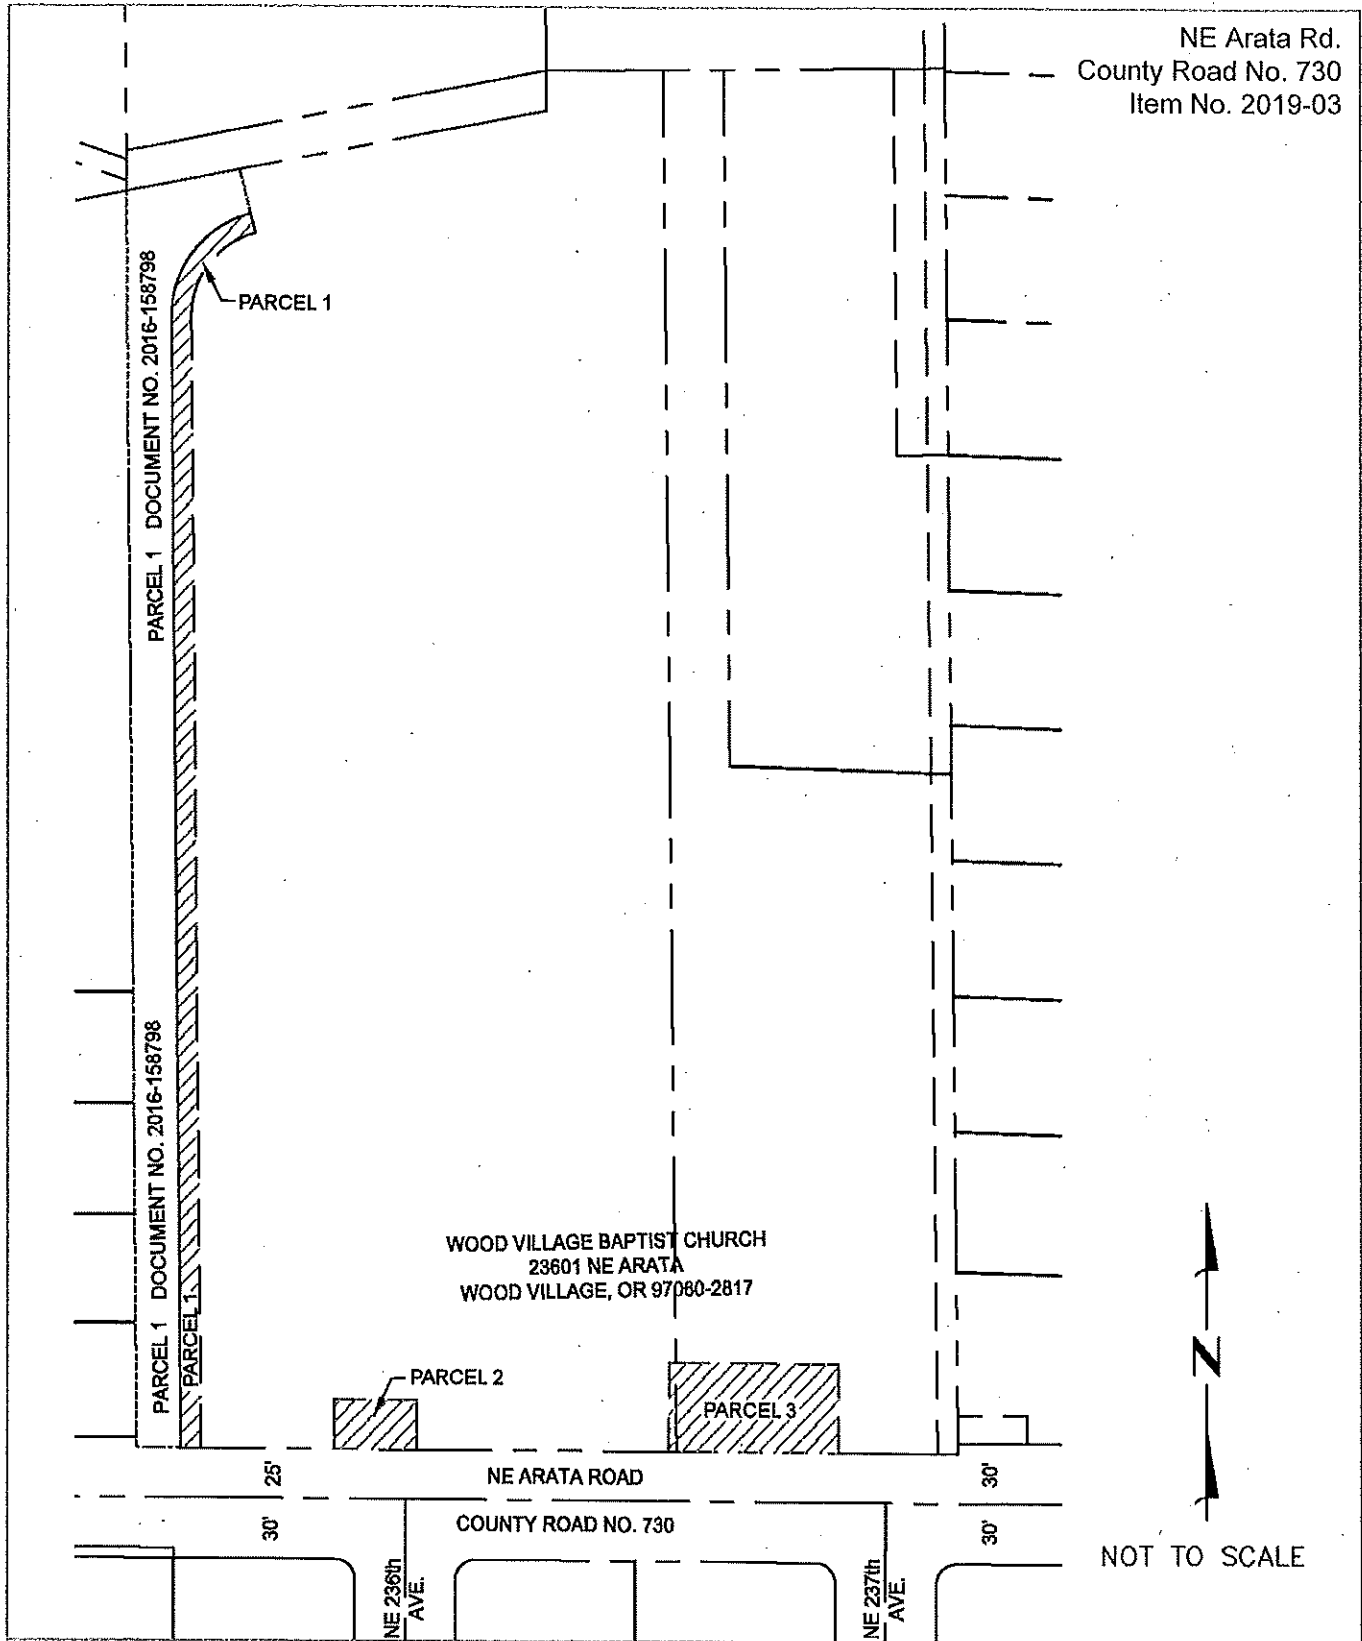 NE Arata Rd.
County Road No. 730
Item No. 2019-03
PARCEL 1 DOCUMENT NO. 2016-158798
PARCEL 1
PARCEL 1 DOCUMENT NO. 2016-158798
PARCEL 1
WOOD VILLAGE BAPTIST CHURCH
23601 NE ARATA
WOOD VILLAGE, OR 97060-2817
PARCEL 2
PARCEL 3
25'
NE ARATA ROAD
30'
30'
COUNTY ROAD NO. 730
30'
NE 236th
AVE.
NE 237th
AVE.
N
NOT TO SCALE